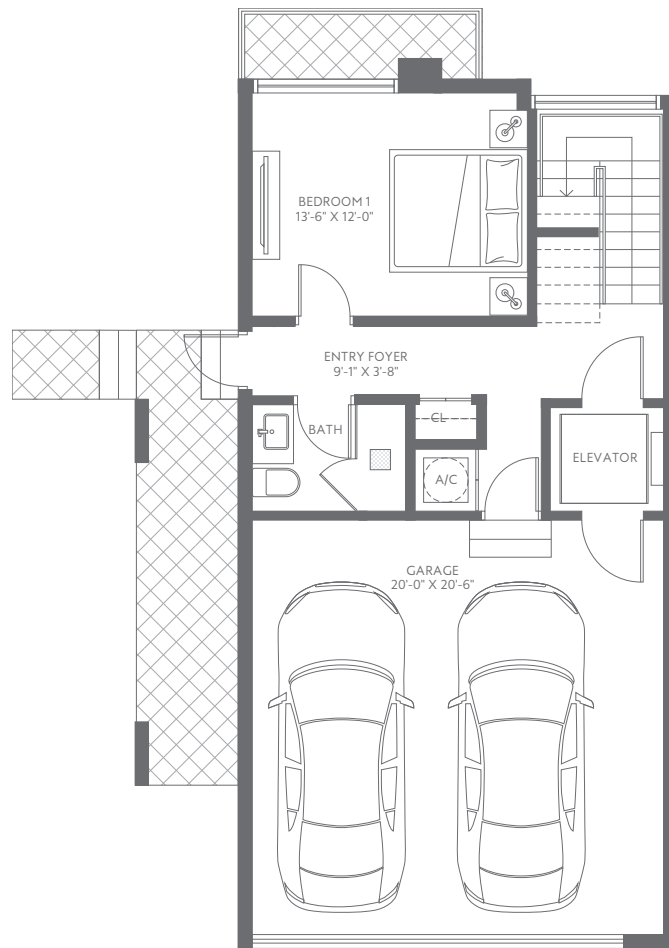 BEDROOM 1
13'-6" X 12'-0"
ENTRY FOYER
9'-1" X 3'-8"
CL
BATH
ELEVATOR
A/C
GARAGE
20'-0" X 20'-6"